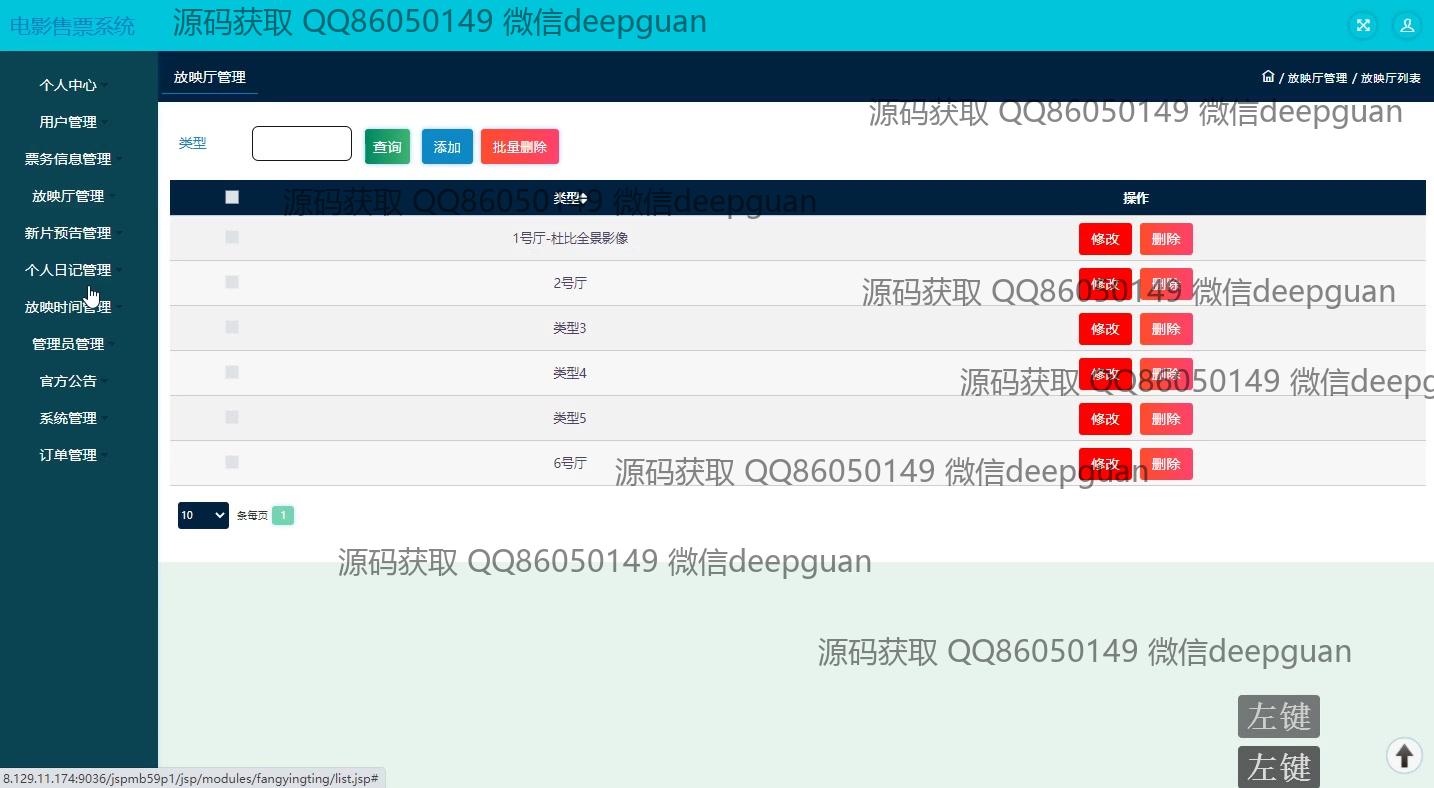 电影售票系统
源码获取 QQ86050149 微信deepguan
个人中心
用户管理
票务信息管理
放映厅管理
新片预告管理
个人日记管理
放映时间管理
管理员管理
官方公告
系统管理
订单管理
放映厅管理
/ 放映厅管理 / 放映厅列表
源码获取 QQ86050149 微信deepguan
类型 查询 添加 批量删除
类型 操作
源码获取 QQ86050149 微信deepguan
1号厅-杜比全景影像 修改 删除
2号厅 修改 删除
源码获取 QQ86050149 微信deepguan
类型3 修改 删除
类型4 修改 删除
源码获取 QQ86050149 微信deepg
类型5 修改 删除
6号厅 修改 删除
源码获取 QQ86050149 微信deepguan
10 条每页 1
源码获取 QQ86050149 微信deepguan
源码获取 QQ86050149 微信deepguan
左键
左键
8.129.11.174:9036/jspmb59p1/jsp/modules/fangyingting/list.jsp#